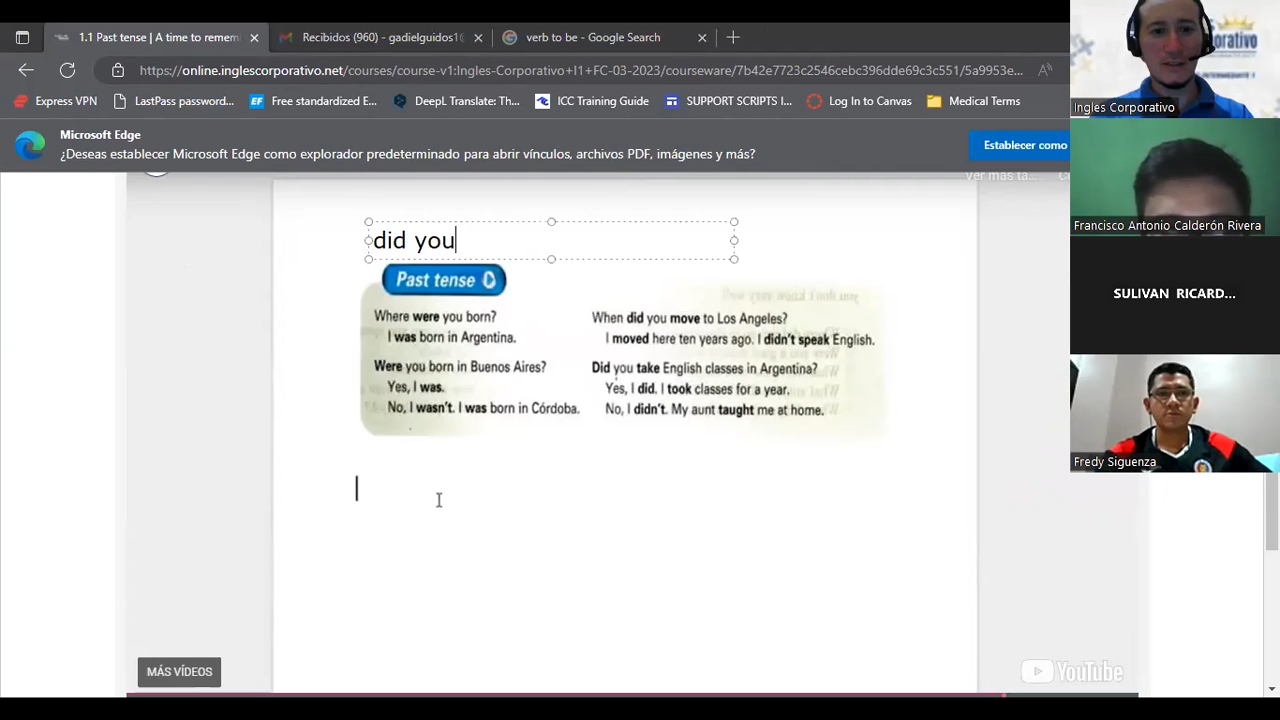 1.1 Past tense | A time to remem
Recibidos (960) - gadielguidos1@
verb to be - Google Search
https://online.inglescorporativo.net/courses/course-v1:Ingles-Corporativo+I1+FC-03-2023/courseware/7b42e7723c2546cebc396dde69c3c551/5a9953e...
Express VPN
LastPass password...
EF Free standardized E...
DeepL Translate: Th...
ICC Training Guide
SUPPORT SCRIPTS I...
Log In to Canvas
Medical Terms
Microsoft Edge
¿Deseas establecer Microsoft Edge como explorador predeterminado para abrir vínculos, archivos PDF, imágenes y más?
Establecer como
Ver más ta...
did you
Past tense
Where were you born?
I was born in Argentina.
Were you born in Buenos Aires?
Yes, I was.
No, I wasn't. I was born in Córdoba.
When did you move to Los Angeles?
I moved here ten years ago. I didn't speak English.
Did you take English classes in Argentina?
Yes, I did. I took classes for a year.
No, I didn't. My aunt taught me at home.
MÁS VÍDEOS
YouTube
Ingles Corporativo
Francisco Antonio Calderón Rivera
SULIVAN RICARD...
Fredy Siguenza